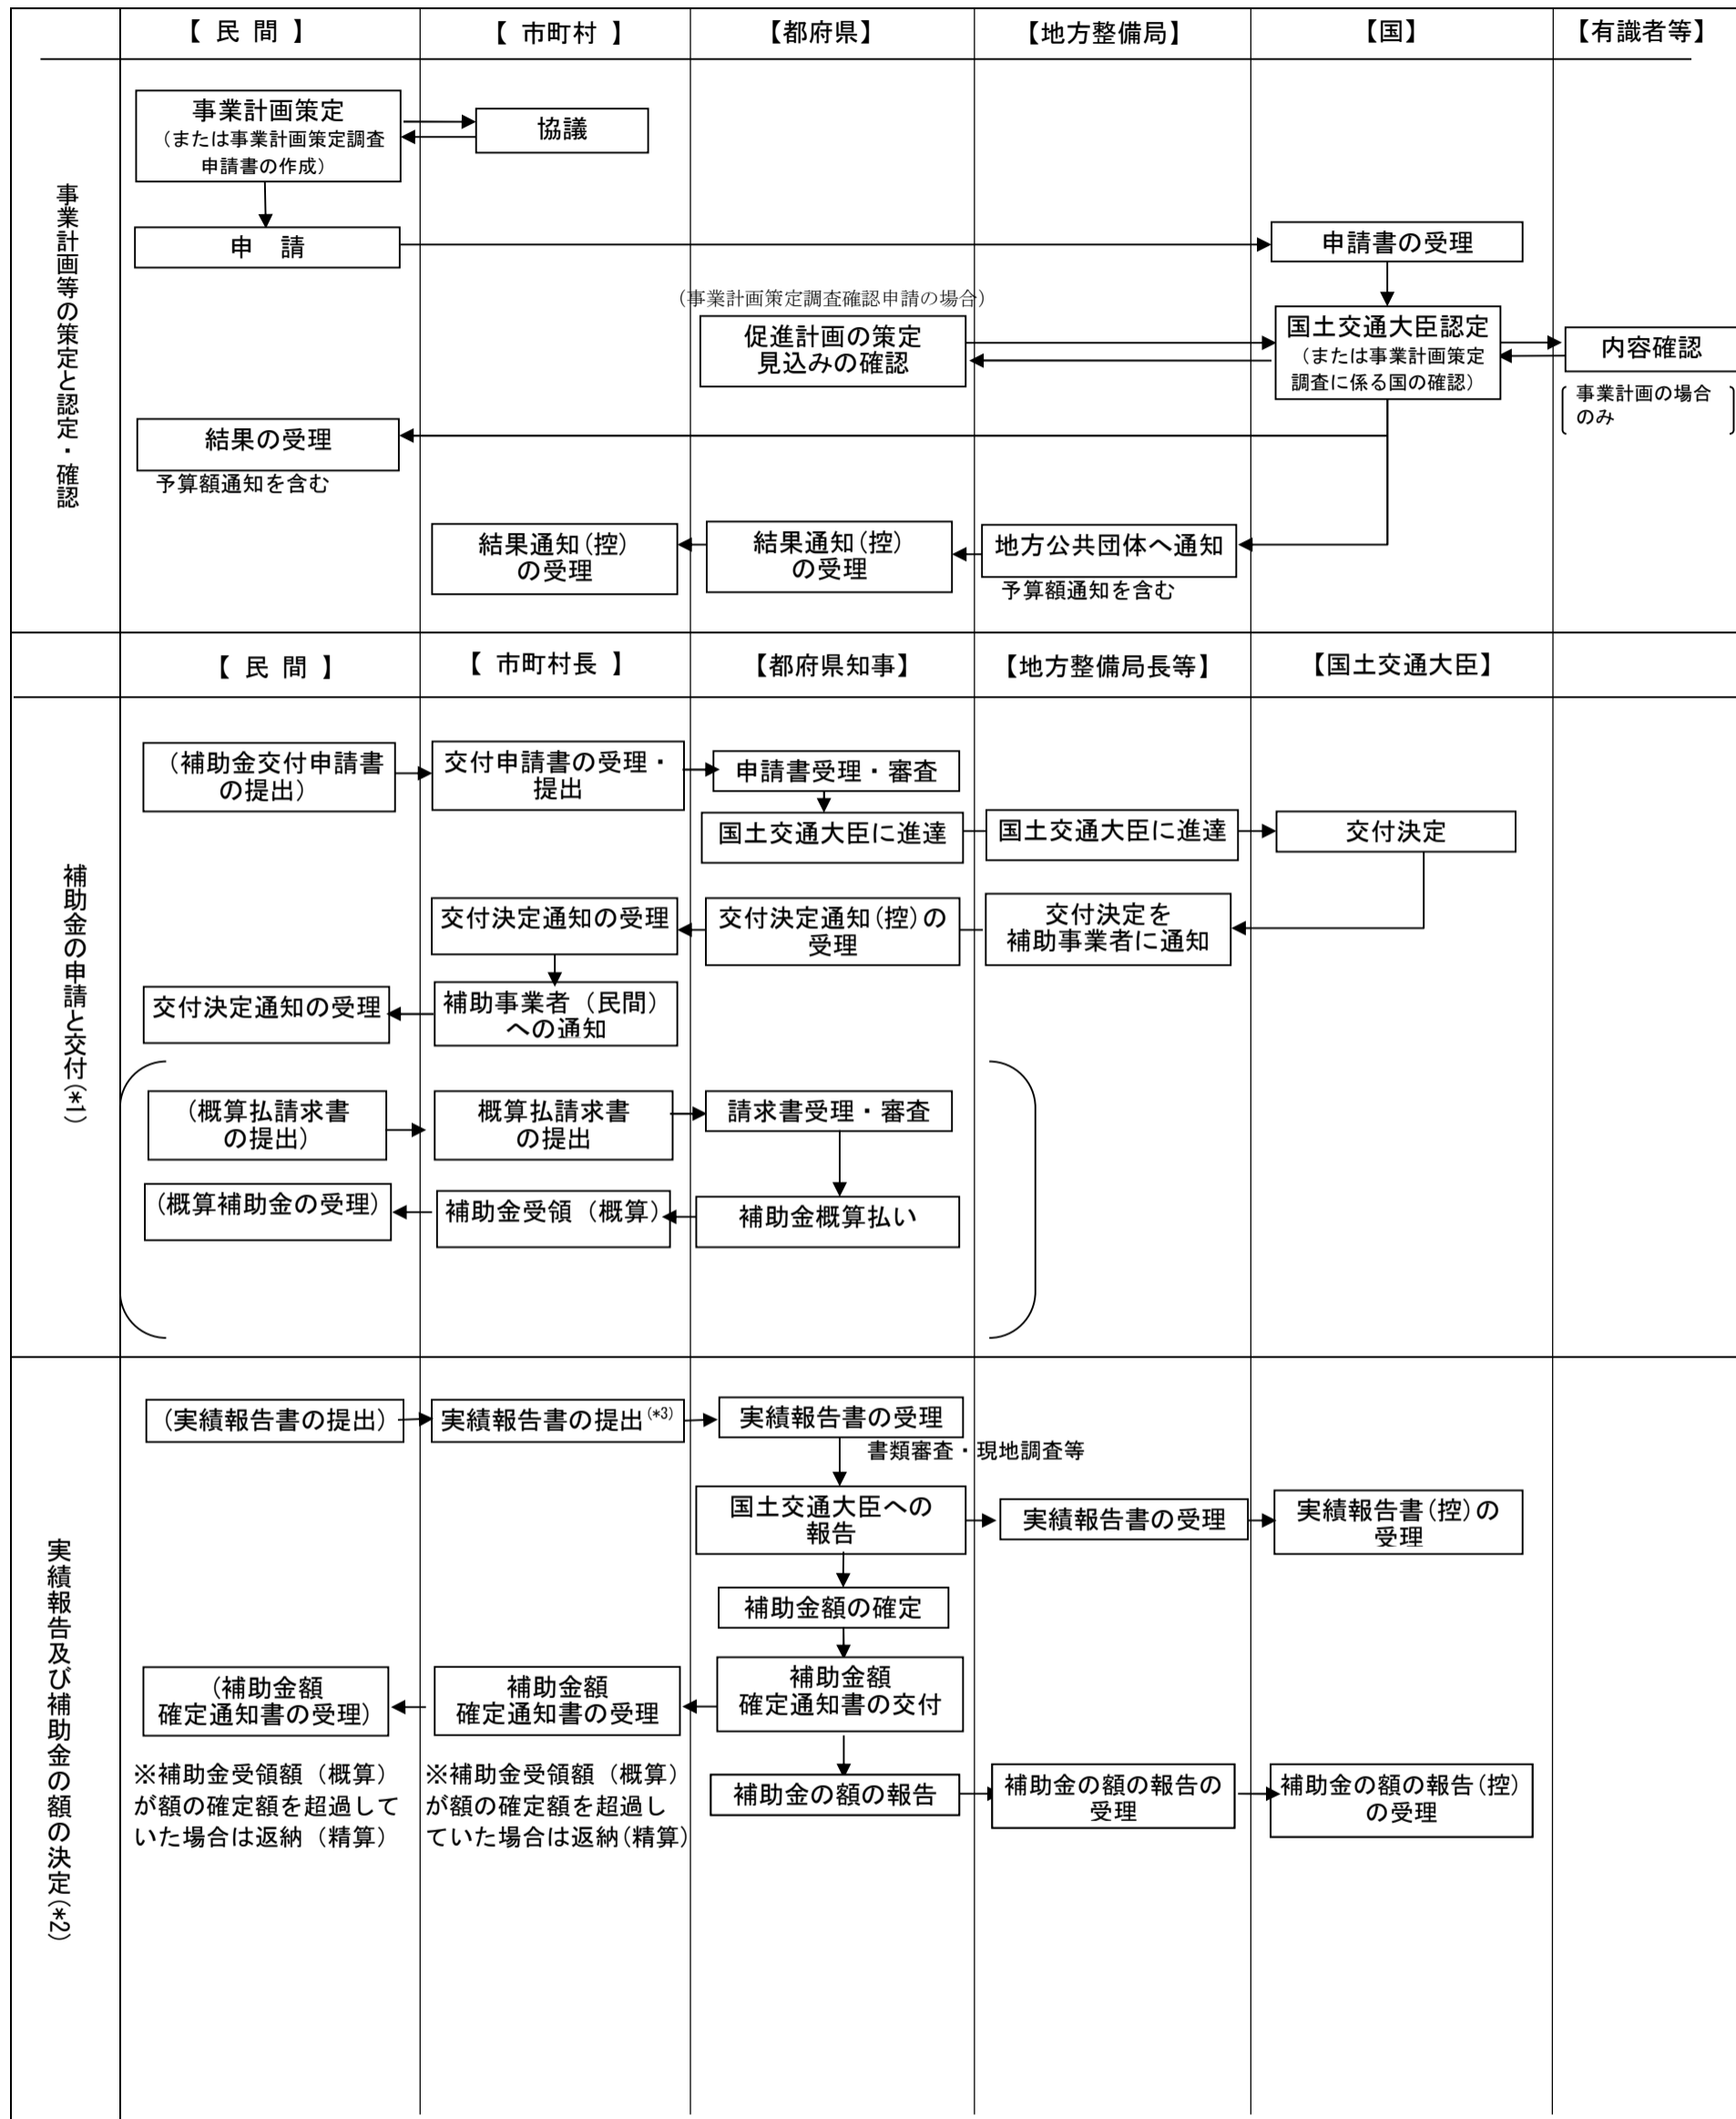 【 民 間 】
【 市町村 】
【都府県】
【地方整備局】
【国】
【有識者等】
事業計画等の策定と認定・確認
事業計画策定
（または事業計画策定調査
申請書の作成）
協議
申　請
申請書の受理
（事業計画策定調査確認申請の場合）
促進計画の策定
見込みの確認
国土交通大臣認定
（または事業計画策定
調査に係る国の確認）
内容確認
事業計画の場合
のみ
結果の受理
予算額通知を含む
結果通知(控)
の受理
結果通知(控)
の受理
地方公共団体へ通知
予算額通知を含む
【 民 間 】
【 市町村長 】
【都府県知事】
【地方整備局長等】
【国土交通大臣】
補助金の申請と交付(*1)
（補助金交付申請書
の提出）
交付申請書の受理・
提出
申請書受理・審査
国土交通大臣に進達
国土交通大臣に進達
交付決定
交付決定通知の受理
交付決定通知(控)の
受理
交付決定を
補助事業者に通知
交付決定通知の受理
補助事業者（民間）
への通知
（概算払請求書
の提出）
概算払請求書
の提出
請求書受理・審査
(概算補助金の受理)
補助金受領（概算）
補助金概算払い
実績報告及び補助金の額の決定(*2)
（実績報告書の提出）
実績報告書の提出(*3)
実績報告書の受理
書類審査・現地調査等
国土交通大臣への
報告
実績報告書の受理
実績報告書(控)の
受理
補助金額の確定
（補助金額
確定通知書の受理）
補助金額
確定通知書の受理
補助金額
確定通知書の交付
※補助金受領額（概算）
が額の確定額を超過して
いた場合は返納（精算）
※補助金受領額（概算）
が額の確定額を超過し
ていた場合は返納(精算)
補助金の額の報告
補助金の額の報告の
受理
補助金の額の報告(控)
の受理